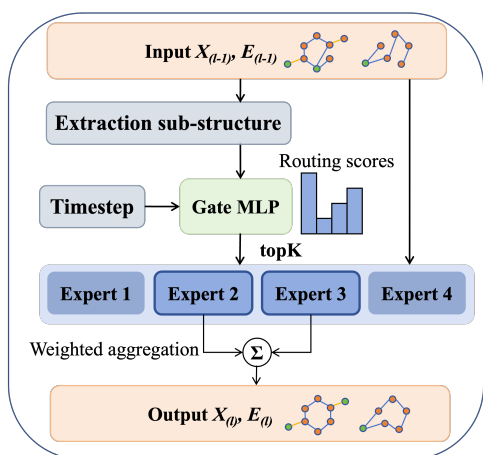 Input X(l-1), E(l-1)
Extraction sub-structure
Routing scores
Timestep
Gate MLP
topK
Expert 1 Expert 2 Expert 3 Expert 4
Weighted aggregation
Σ
Output X(l), E(l)